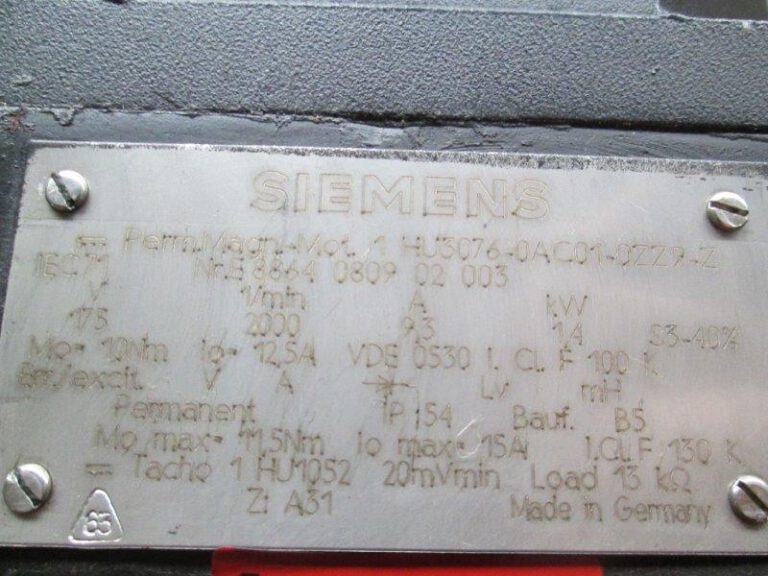 SIEMENS
Perm.Magn.-Mot. 1 HU3076-0AC01-0ZZ9-Z
IEC 71 Nr.E 8864 0809 02 003
V 1/min A kW
175 2000 9.3 1.4 S3-40%
Mo= 10Nm Io= 12,5A VDE 0530 I. Cl. F 100 K
Err./excit. V A Lv mH
Permanent IP 54 Bauf. B5
Mo max= 11,5Nm Io max= 15A I.Cl.F 130 K
Tacho 1 HU1052 20mVmin Load 13 kΩ
Z: A31 Made in Germany
85